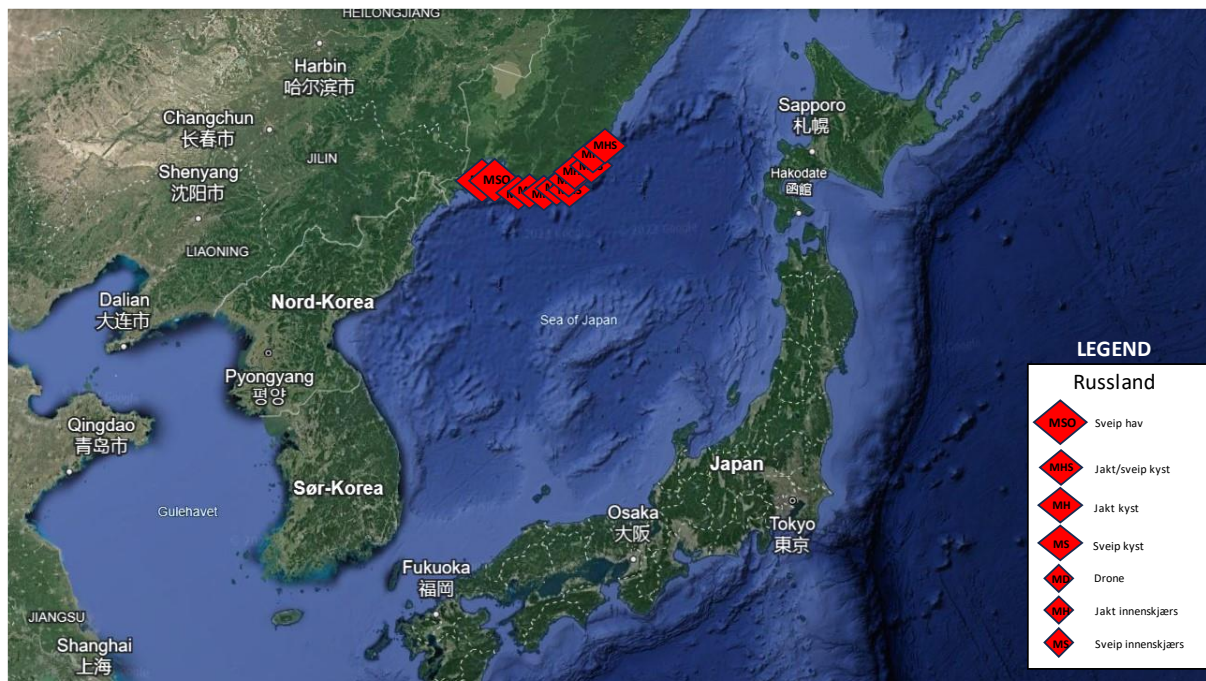 HEILONGJIANG
Harbin
哈尔滨市
Changchun
长春市
JILIN
Shenyang
沈阳市
LIAONING
Dalian
大连市
Nord-Korea
Pyongyang
평양
Qingdao
青岛市
Sør-Korea
Gulehavet
JIANGSU
Shanghai
上海
Sapporo
札幌
Hakodate
函館
MHS
MSO
Sea of Japan
Japan
Osaka
大阪
Tokyo
東京
Fukuoka
福岡
LEGEND
Russland
MSO Sveip hav
MHS Jakt/sveip kyst
MH Jakt kyst
MS Sveip kyst
MD Drone
MH Jakt innenskjærs
MS Sveip innenskjærs